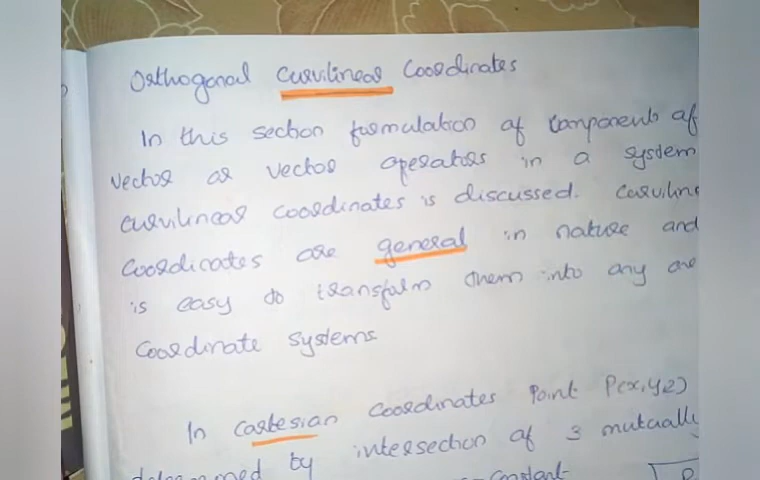 Orthogonal Curvilinear Coordinates
In this section formulation of components of
vector or vector operators in a system
curvilinear coordinates is discussed. Curviline
coordinates are general in nature and
is easy to transform them into any one
Coordinate systems
In Cartesian coordinates Point P(x,y,z)
by intersection of 3 mutually
constant